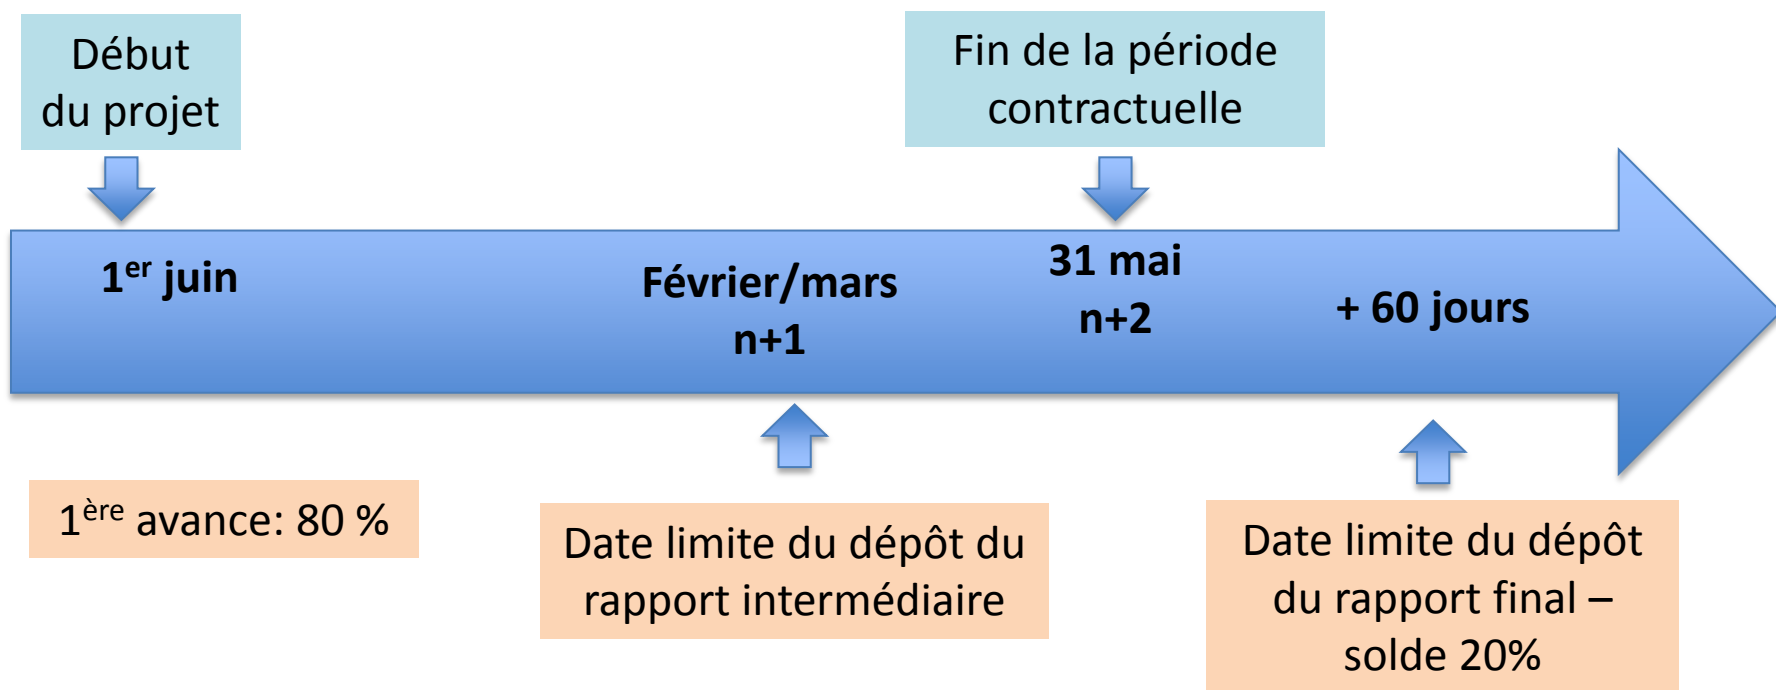 Début
du projet
Fin de la période
contractuelle
1er juin
Février/mars
n+1
31 mai
n+2
+ 60 jours
1ère avance: 80 %
Date limite du dépôt du
rapport intermédiaire
Date limite du dépôt
du rapport final –
solde 20%